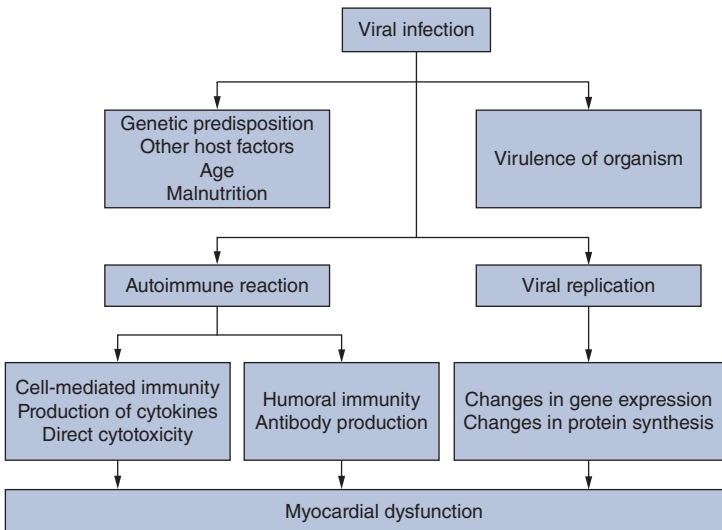 Viral infection
Genetic predisposition
Other host factors
Age
Malnutrition
Virulence of organism
Autoimmune reaction
Viral replication
Cell-mediated immunity
Production of cytokines
Direct cytotoxicity
Humoral immunity
Antibody production
Changes in gene expression
Changes in protein synthesis
Myocardial dysfunction